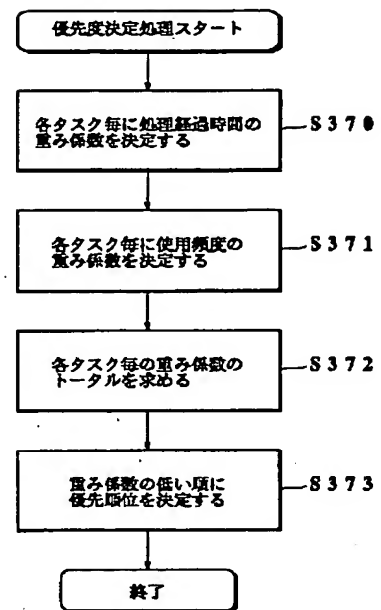 優先度決定処理スタート
各タスク毎に処理経過時間の
重み係数を決定する
S370
各タスク毎に使用頻度の
重み係数を決定する
S371
各タスク毎の重み係数の
トータルを求める
S372
重み係数の低い項に
優先順位を決定する
S373
終了